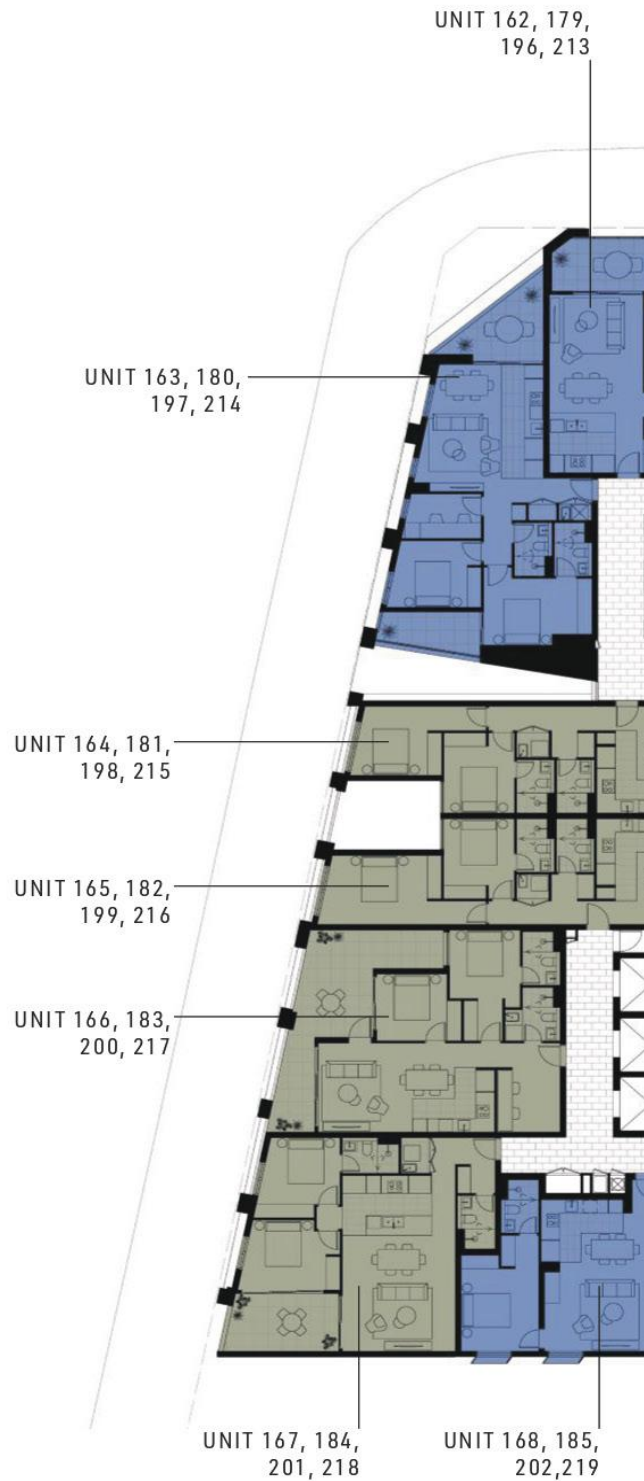 UNIT 162, 179,
196, 213
UNIT 163, 180,
197, 214
UNIT 164, 181,
198, 215
UNIT 165, 182,
199, 216
UNIT 166, 183,
200, 217
UNIT 167, 184,
201, 218
UNIT 168, 185,
202,219